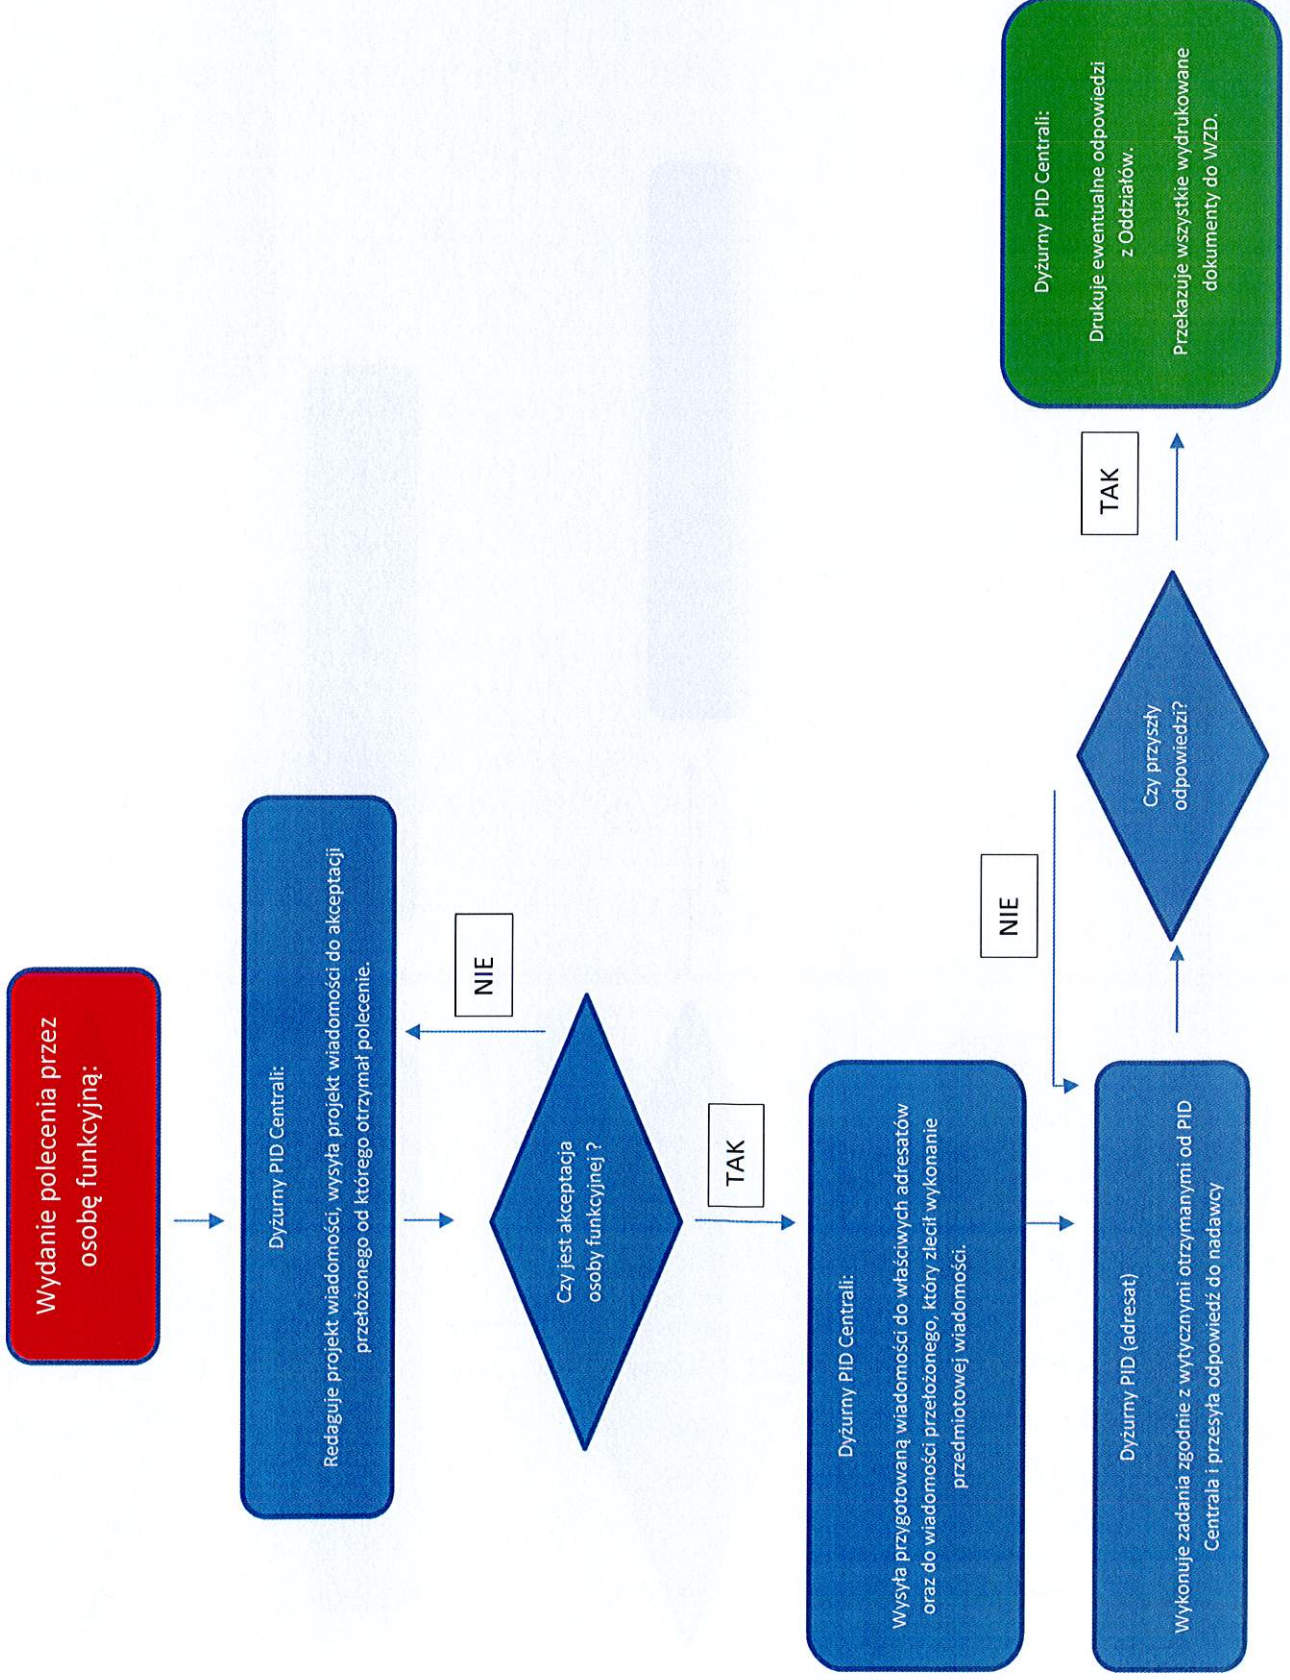 Wydanie polecenia przez
osobę funkcyjną:
Dyżurny PID Centrali:
Redaguje projekt wiadomości, wysyła projekt wiadomości do akceptacji
przełożonego od którego otrzymał polecenie.
NIE
Czy jest akceptacja
osoby funkcyjnej ?
TAK
Dyżurny PID Centrali:
Wysyła przygotowaną wiadomości do właściwych adresatów
oraz do wiadomości przełożonego, który zlecił wykonanie
przedmiotowej wiadomości.
Dyżurny PID (adresat)
Wykonuje zadania zgodnie z wytycznymi otrzymanymi od PID
Centrala i przesyła odpowiedź do nadawcy
NIE
Czy przyszły
odpowiedzi?
TAK
Dyżurny PID Centrali:
Drukuje ewentualne odpowiedzi
z Oddziałów.
Przekazuje wszystkie wydrukowane
dokumenty do WZD.